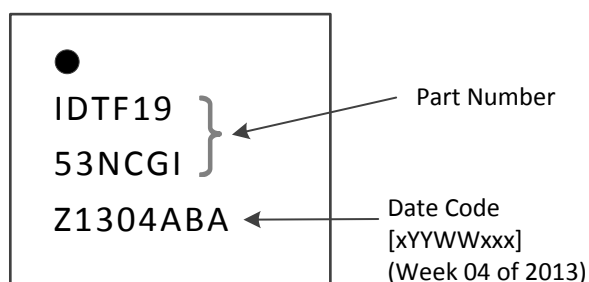 IDTF19
53NCGI
Z1304ABA
Part Number
Date Code
[xYYWWxxx]
(Week 04 of 2013)